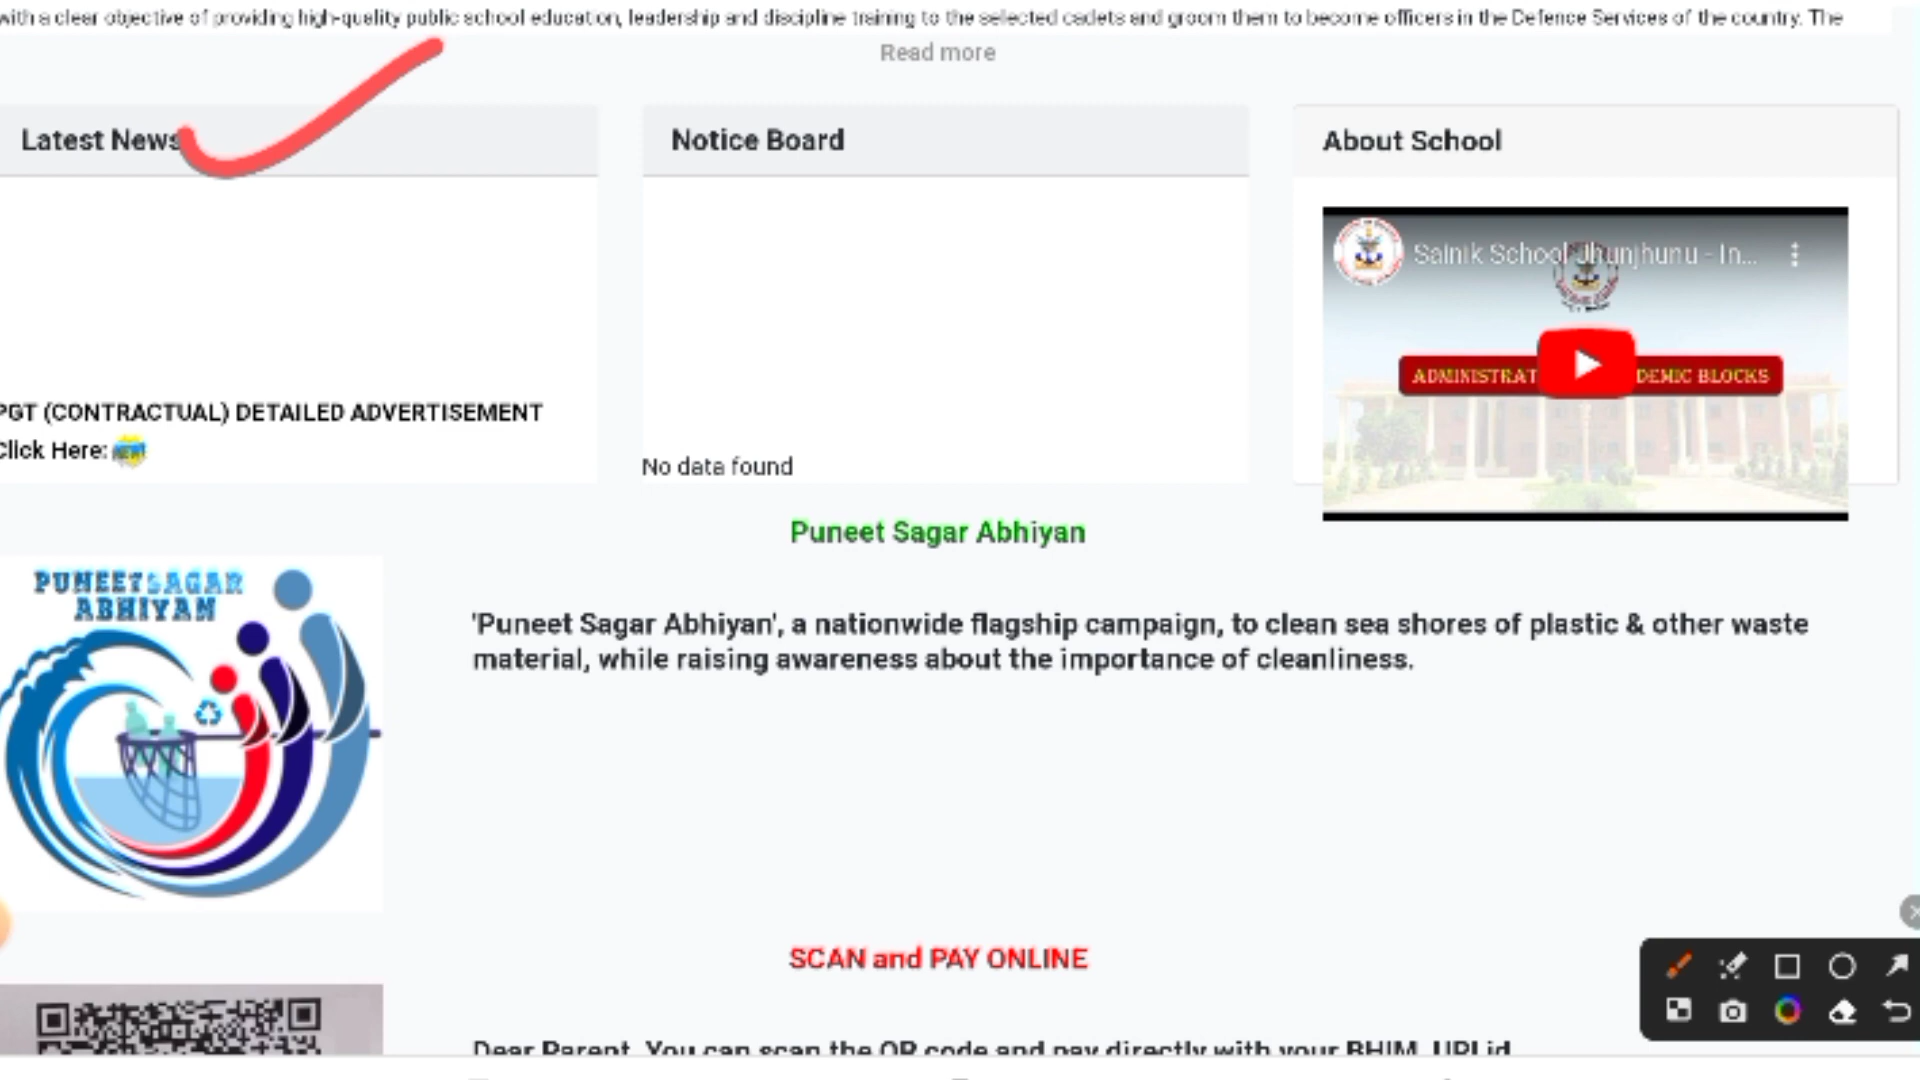 with a clear objective of providing high-quality public school education, leadership and discipline training to the selected cadets and groom them to become officers in the Defence Services of the country. The
Read more
Latest News
PGT (CONTRACTUAL) DETAILED ADVERTISEMENT
Click Here:
Notice Board
No data found
About School
Sainik School Jhunjhunu - In...
ADMINISTRAT DEMIC BLOCKS
Puneet Sagar Abhiyan
PUNEET SAGAR
ABHIYAN
'Puneet Sagar Abhiyan', a nationwide flagship campaign, to clean sea shores of plastic & other waste
material, while raising awareness about the importance of cleanliness.
SCAN and PAY ONLINE
Dear Parent, You can scan the QR code and pay directly with your BHIM UPI id